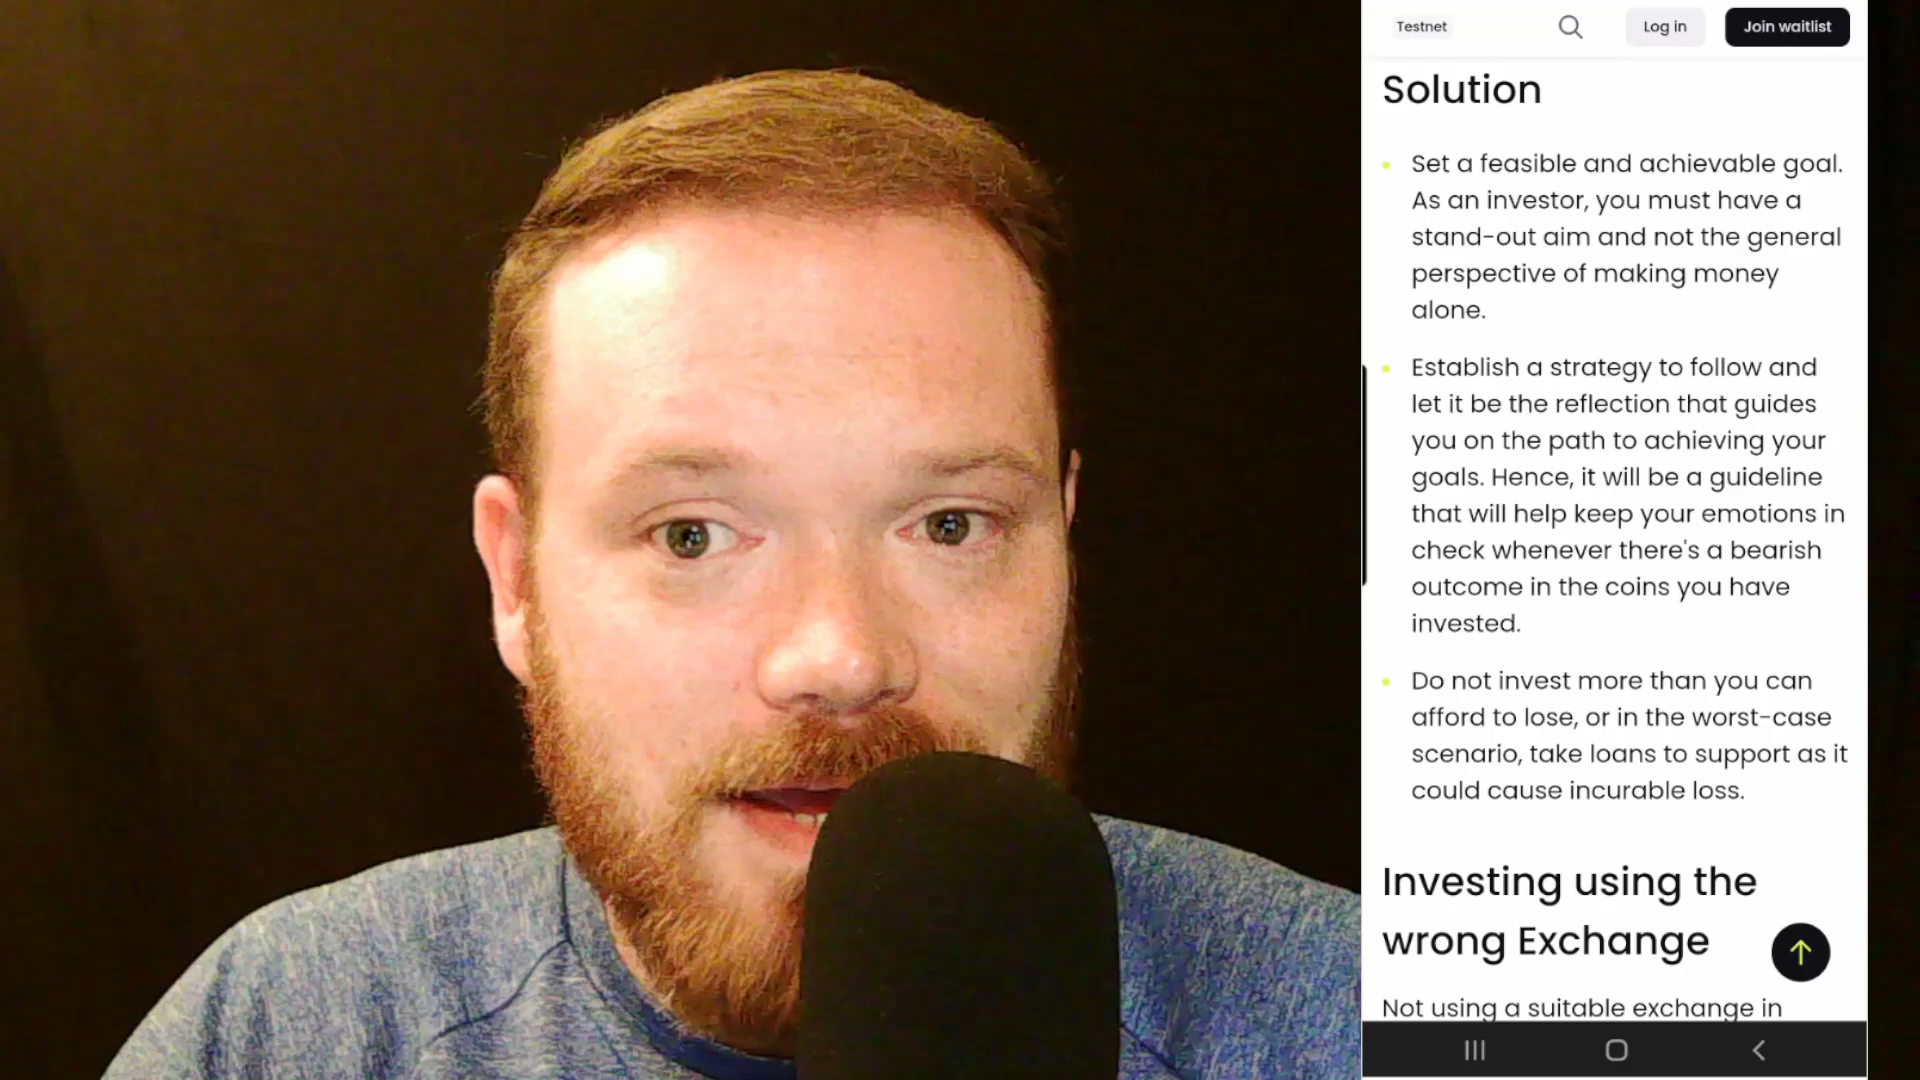 Testnet
Log in
Join waitlist
Solution
Set a feasible and achievable goal.
As an investor, you must have a
stand-out aim and not the general
perspective of making money
alone.
Establish a strategy to follow and
let it be the reflection that guides
you on the path to achieving your
goals. Hence, it will be a guideline
that will help keep your emotions in
check whenever there's a bearish
outcome in the coins you have
invested.
Do not invest more than you can
afford to lose, or in the worst-case
scenario, take loans to support as it
could cause incurable loss.
Investing using the
wrong Exchange
Not using a suitable exchange in